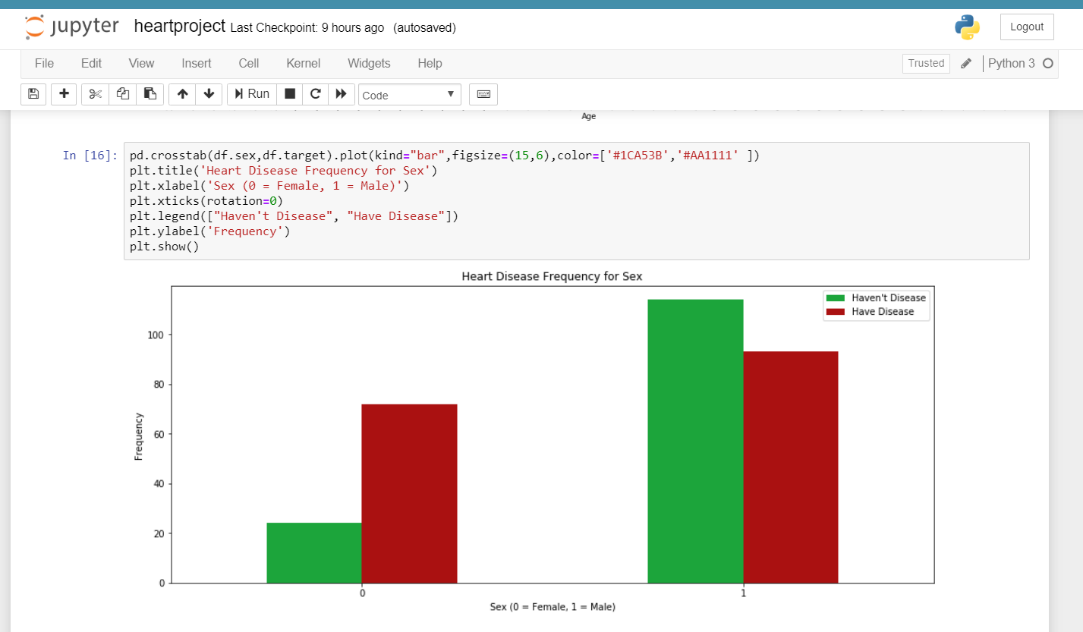 jupyter heartproject Last Checkpoint: 9 hours ago (autosaved) Logout
File Edit View Insert Cell Kernel Widgets Help Trusted Python 3
Run Code
Age
In [16]: pd.crosstab(df.sex,df.target).plot(kind="bar",figsize=(15,6),color=['#1CA53B','#AA1111' ])
plt.title('Heart Disease Frequency for Sex')
plt.xlabel('Sex (0 = Female, 1 = Male)')
plt.xticks(rotation=0)
plt.legend(["Haven't Disease", "Have Disease"])
plt.ylabel('Frequency')
plt.show()
Heart Disease Frequency for Sex
Haven't Disease
Have Disease
100
80
60
40
20
0
Frequency
0 1
Sex (0 = Female, 1 = Male)